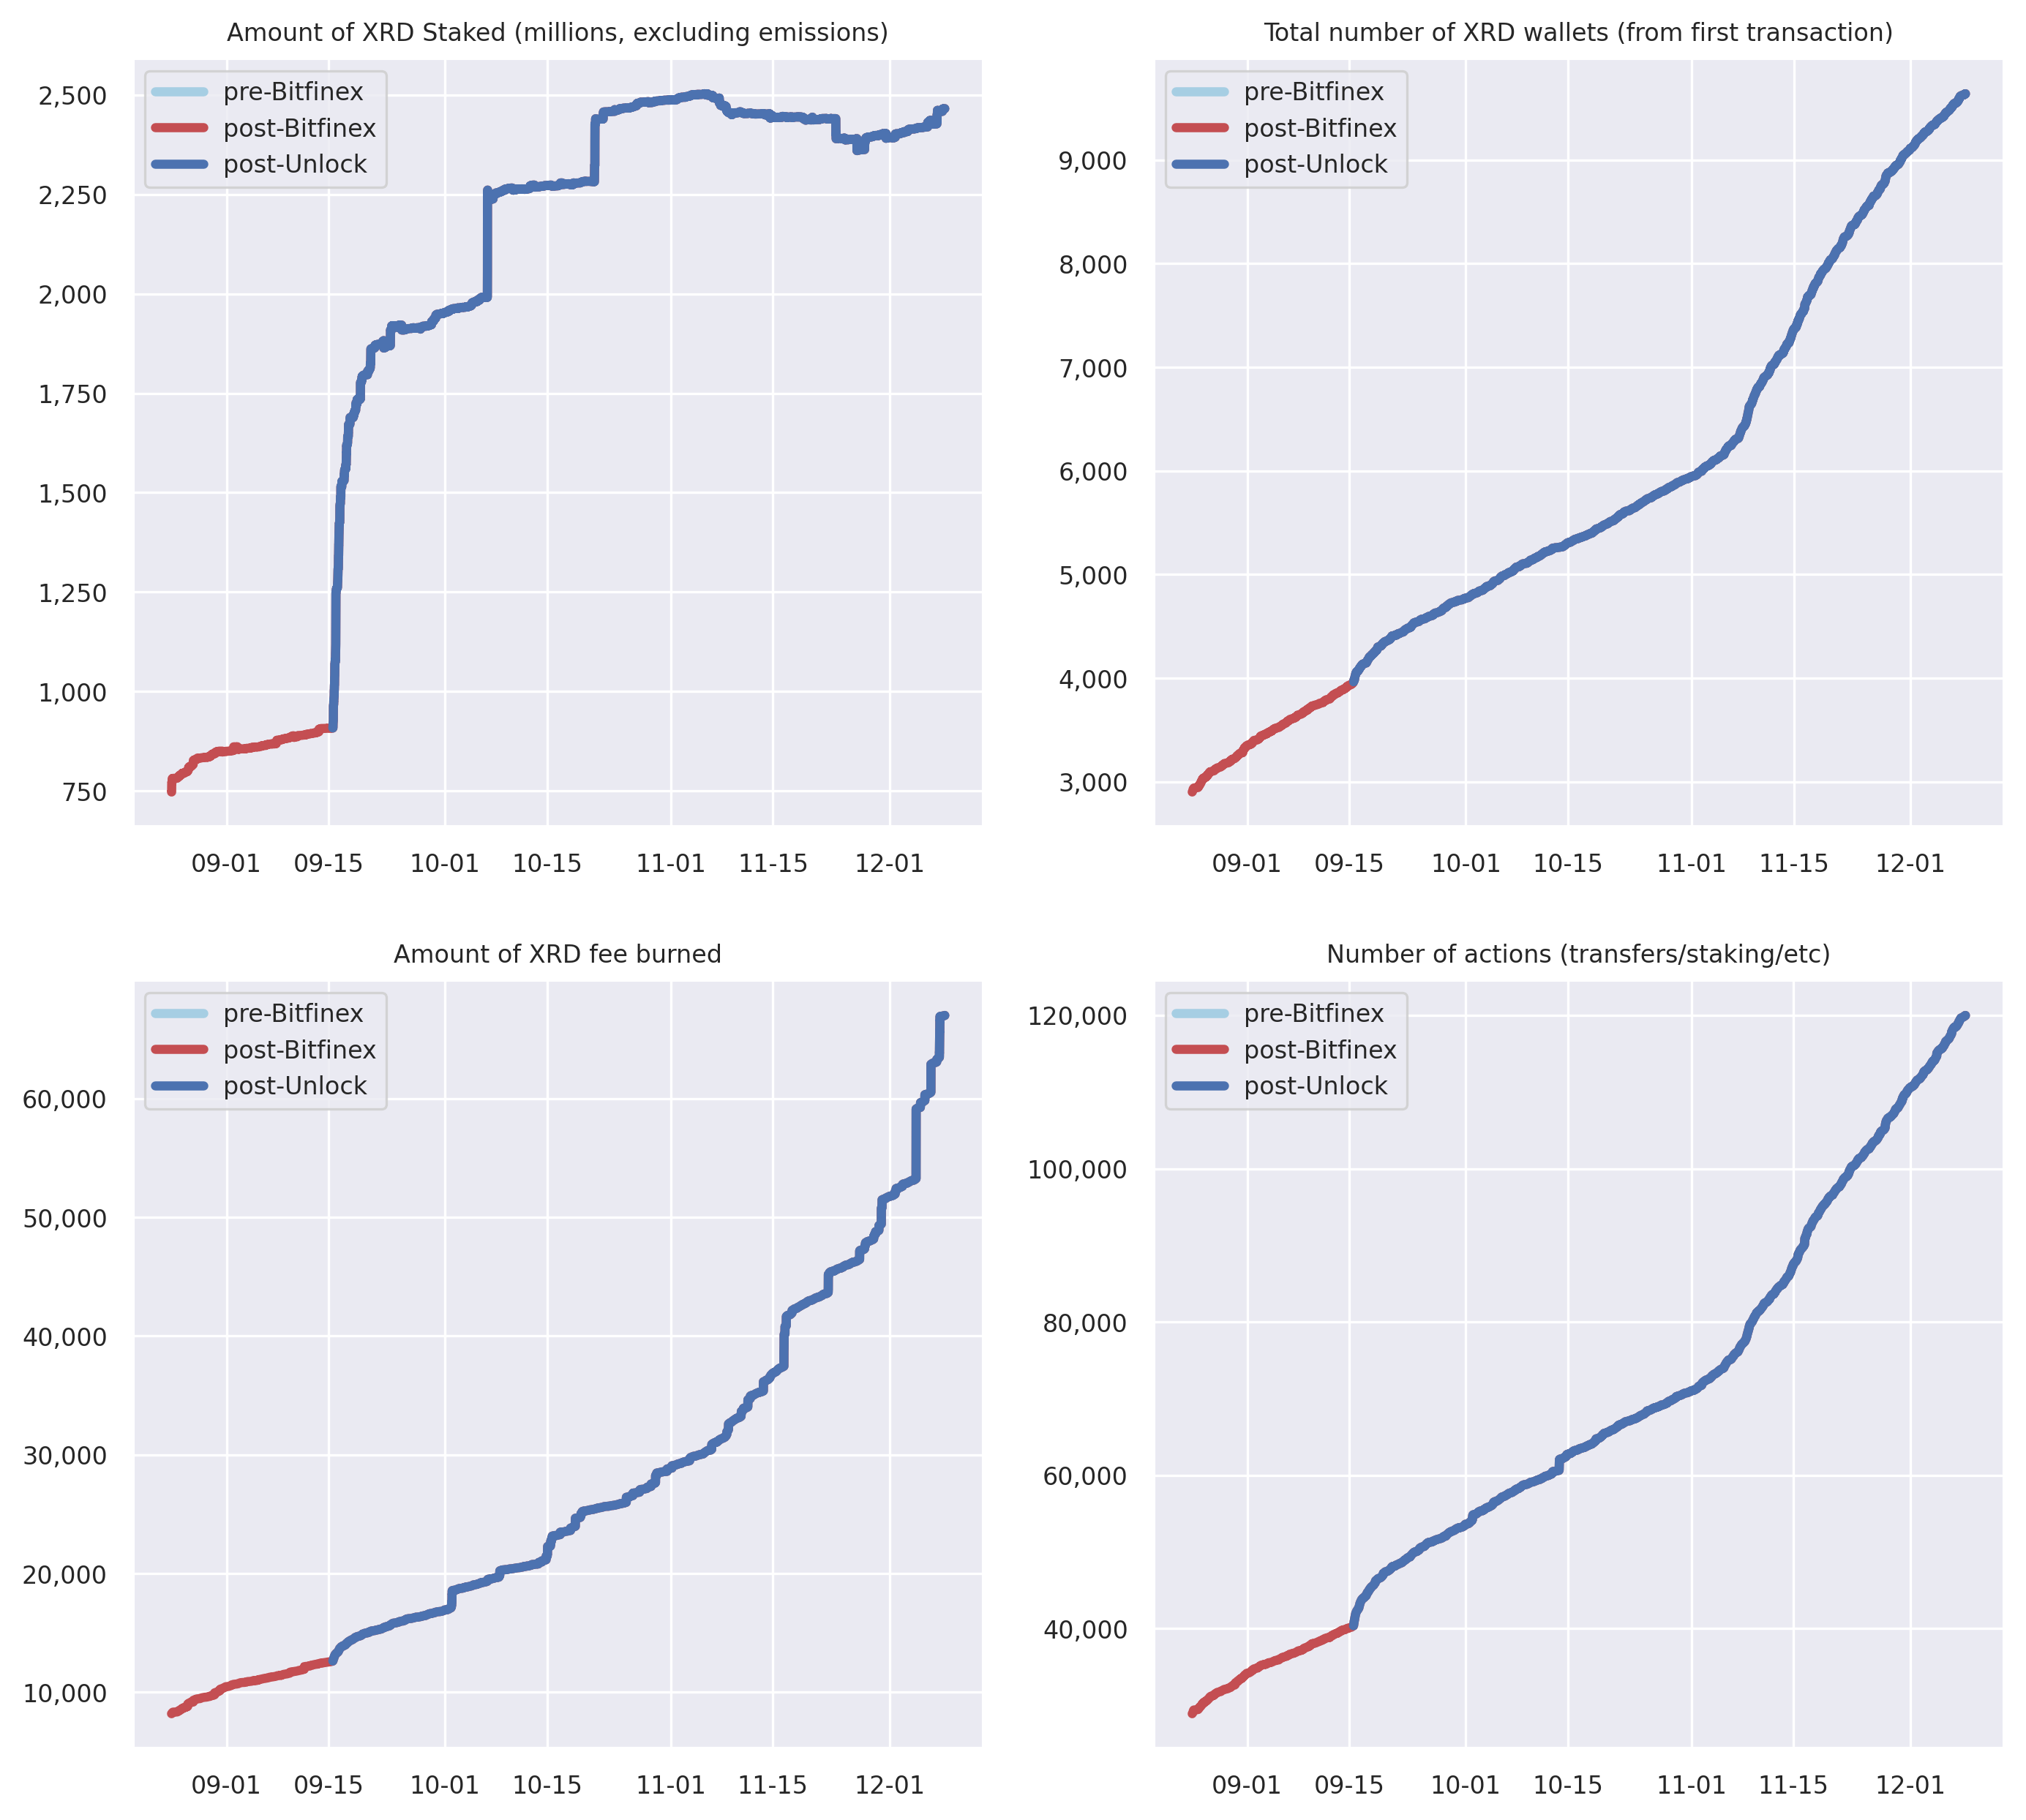 Amount of XRD Staked (millions, excluding emissions)
pre-Bitfinex
post-Bitfinex
post-Unlock
2,500
2,250
2,000
1,750
1,500
1,250
1,000
750
09-01 09-15 10-01 10-15 11-01 11-15 12-01
Total number of XRD wallets (from first transaction)
pre-Bitfinex
post-Bitfinex
post-Unlock
9,000
8,000
7,000
6,000
5,000
4,000
3,000
09-01 09-15 10-01 10-15 11-01 11-15 12-01
Amount of XRD fee burned
pre-Bitfinex
post-Bitfinex
post-Unlock
60,000
50,000
40,000
30,000
20,000
10,000
09-01 09-15 10-01 10-15 11-01 11-15 12-01
Number of actions (transfers/staking/etc)
pre-Bitfinex
post-Bitfinex
post-Unlock
120,000
100,000
80,000
60,000
40,000
09-01 09-15 10-01 10-15 11-01 11-15 12-01